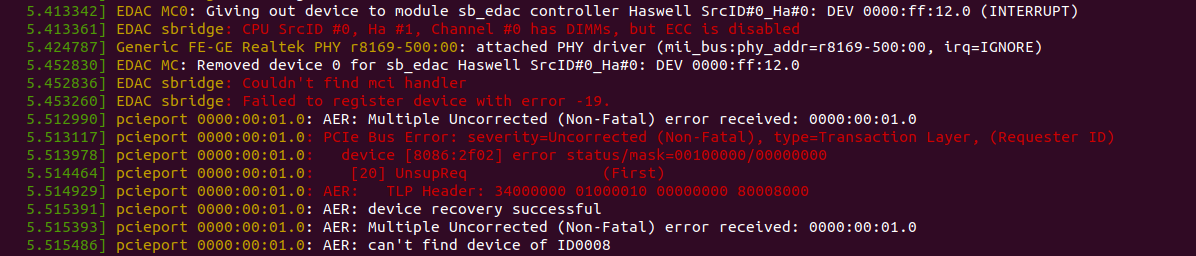 5.413342] EDAC MC0: Giving out device to module sb_edac controller Haswell SrcID#0_Ha#0: DEV 0000:ff:12.0 (INTERRUPT)
5.413361] EDAC sbridge: CPU SrcID #0, Ha #1, Channel #0 has DIMMs, but ECC is disabled
5.424787] Generic FE-GE Realtek PHY r8169-500:00: attached PHY driver (mii_bus:phy_addr=r8169-500:00, irq=IGNORE)
5.452830] EDAC MC: Removed device 0 for sb_edac Haswell SrcID#0_Ha#0: DEV 0000:ff:12.0
5.452836] EDAC sbridge: Couldn't find mci handler
5.453260] EDAC sbridge: Failed to register device with error -19.
5.512990] pcieport 0000:00:01.0: AER: Multiple Uncorrected (Non-Fatal) error received: 0000:00:01.0
5.513117] pcieport 0000:00:01.0: PCIe Bus Error: severity=Uncorrected (Non-Fatal), type=Transaction Layer, (Requester ID)
5.513978] pcieport 0000:00:01.0:   device [8086:2f02] error status/mask=00100000/00000000
5.514464] pcieport 0000:00:01.0:    [20] UnsupReq               (First)
5.514929] pcieport 0000:00:01.0: AER:   TLP Header: 34000000 01000010 00000000 80008000
5.515391] pcieport 0000:00:01.0: AER: device recovery successful
5.515393] pcieport 0000:00:01.0: AER: Multiple Uncorrected (Non-Fatal) error received: 0000:00:01.0
5.515486] pcieport 0000:00:01.0: AER: can't find device of ID0008